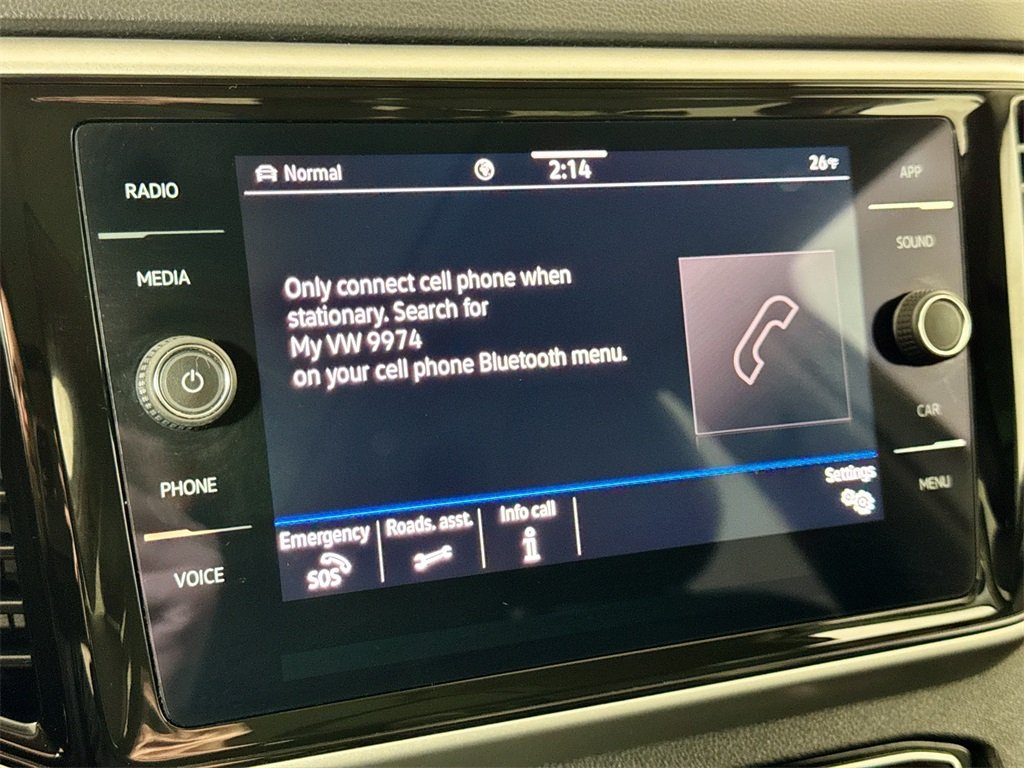 RADIO
MEDIA
PHONE
VOICE
Normal
2:14
26°F
Only connect cell phone when
stationary. Search for
My VW 9974
on your cell phone Bluetooth menu.
Settings
Emergency
SOS
Roads. asst.
Info call
i
APP
SOUND
CAR
MENU